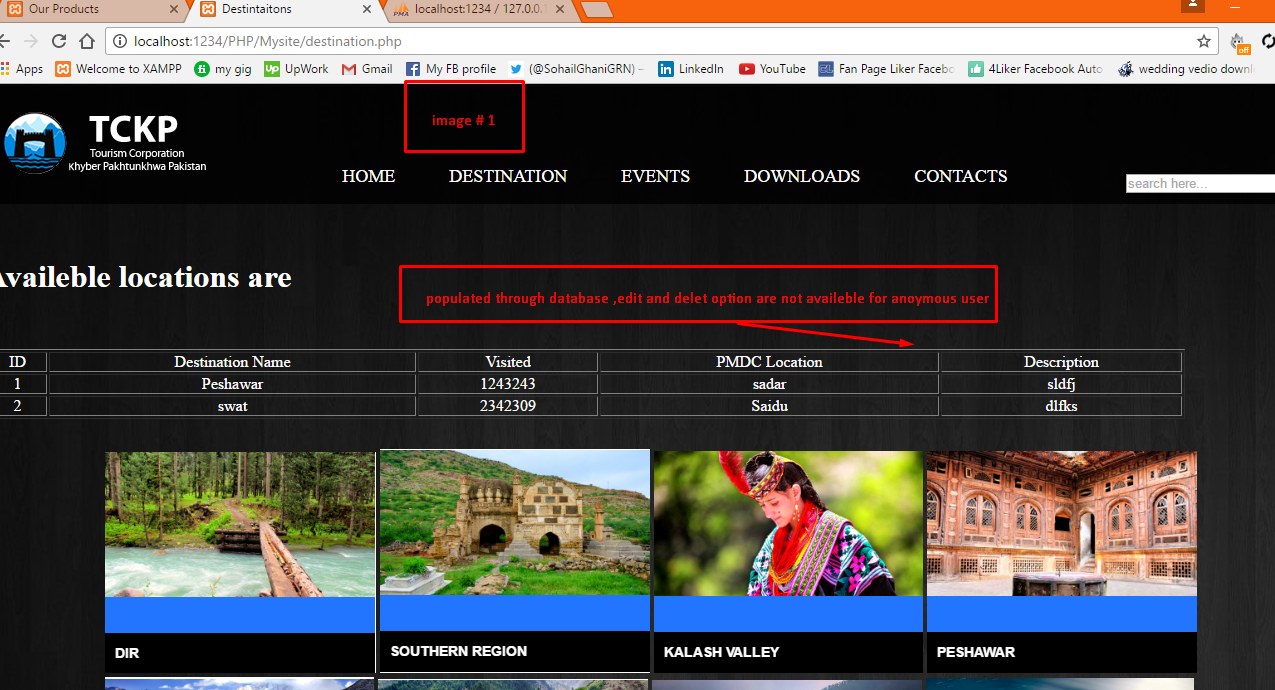 Our Products
Destintaitons
localhost:1234 / 127.0.0.1
localhost:1234/PHP/Mysite/destination.php
Apps
Welcome to XAMPP
my gig
UpWork
Gmail
My FB profile
(@SohailGhaniGRN) –
LinkedIn
YouTube
Fan Page Liker Facebo
4Liker Facebook Auto
wedding vedio downl
off
image # 1
TCKP
Tourism Corporation
Khyber Pakhtunkhwa Pakistan
HOME DESTINATION EVENTS DOWNLOADS CONTACTS
search here...
Availeble locations are
populated through database ,edit and delet option are not availeble for anoymous user
ID Destination Name Visited PMDC Location Description
1 Peshawar 1243243 sadar sldfj
2 swat 2342309 Saidu dlfks
DIR
SOUTHERN REGION
KALASH VALLEY
PESHAWAR